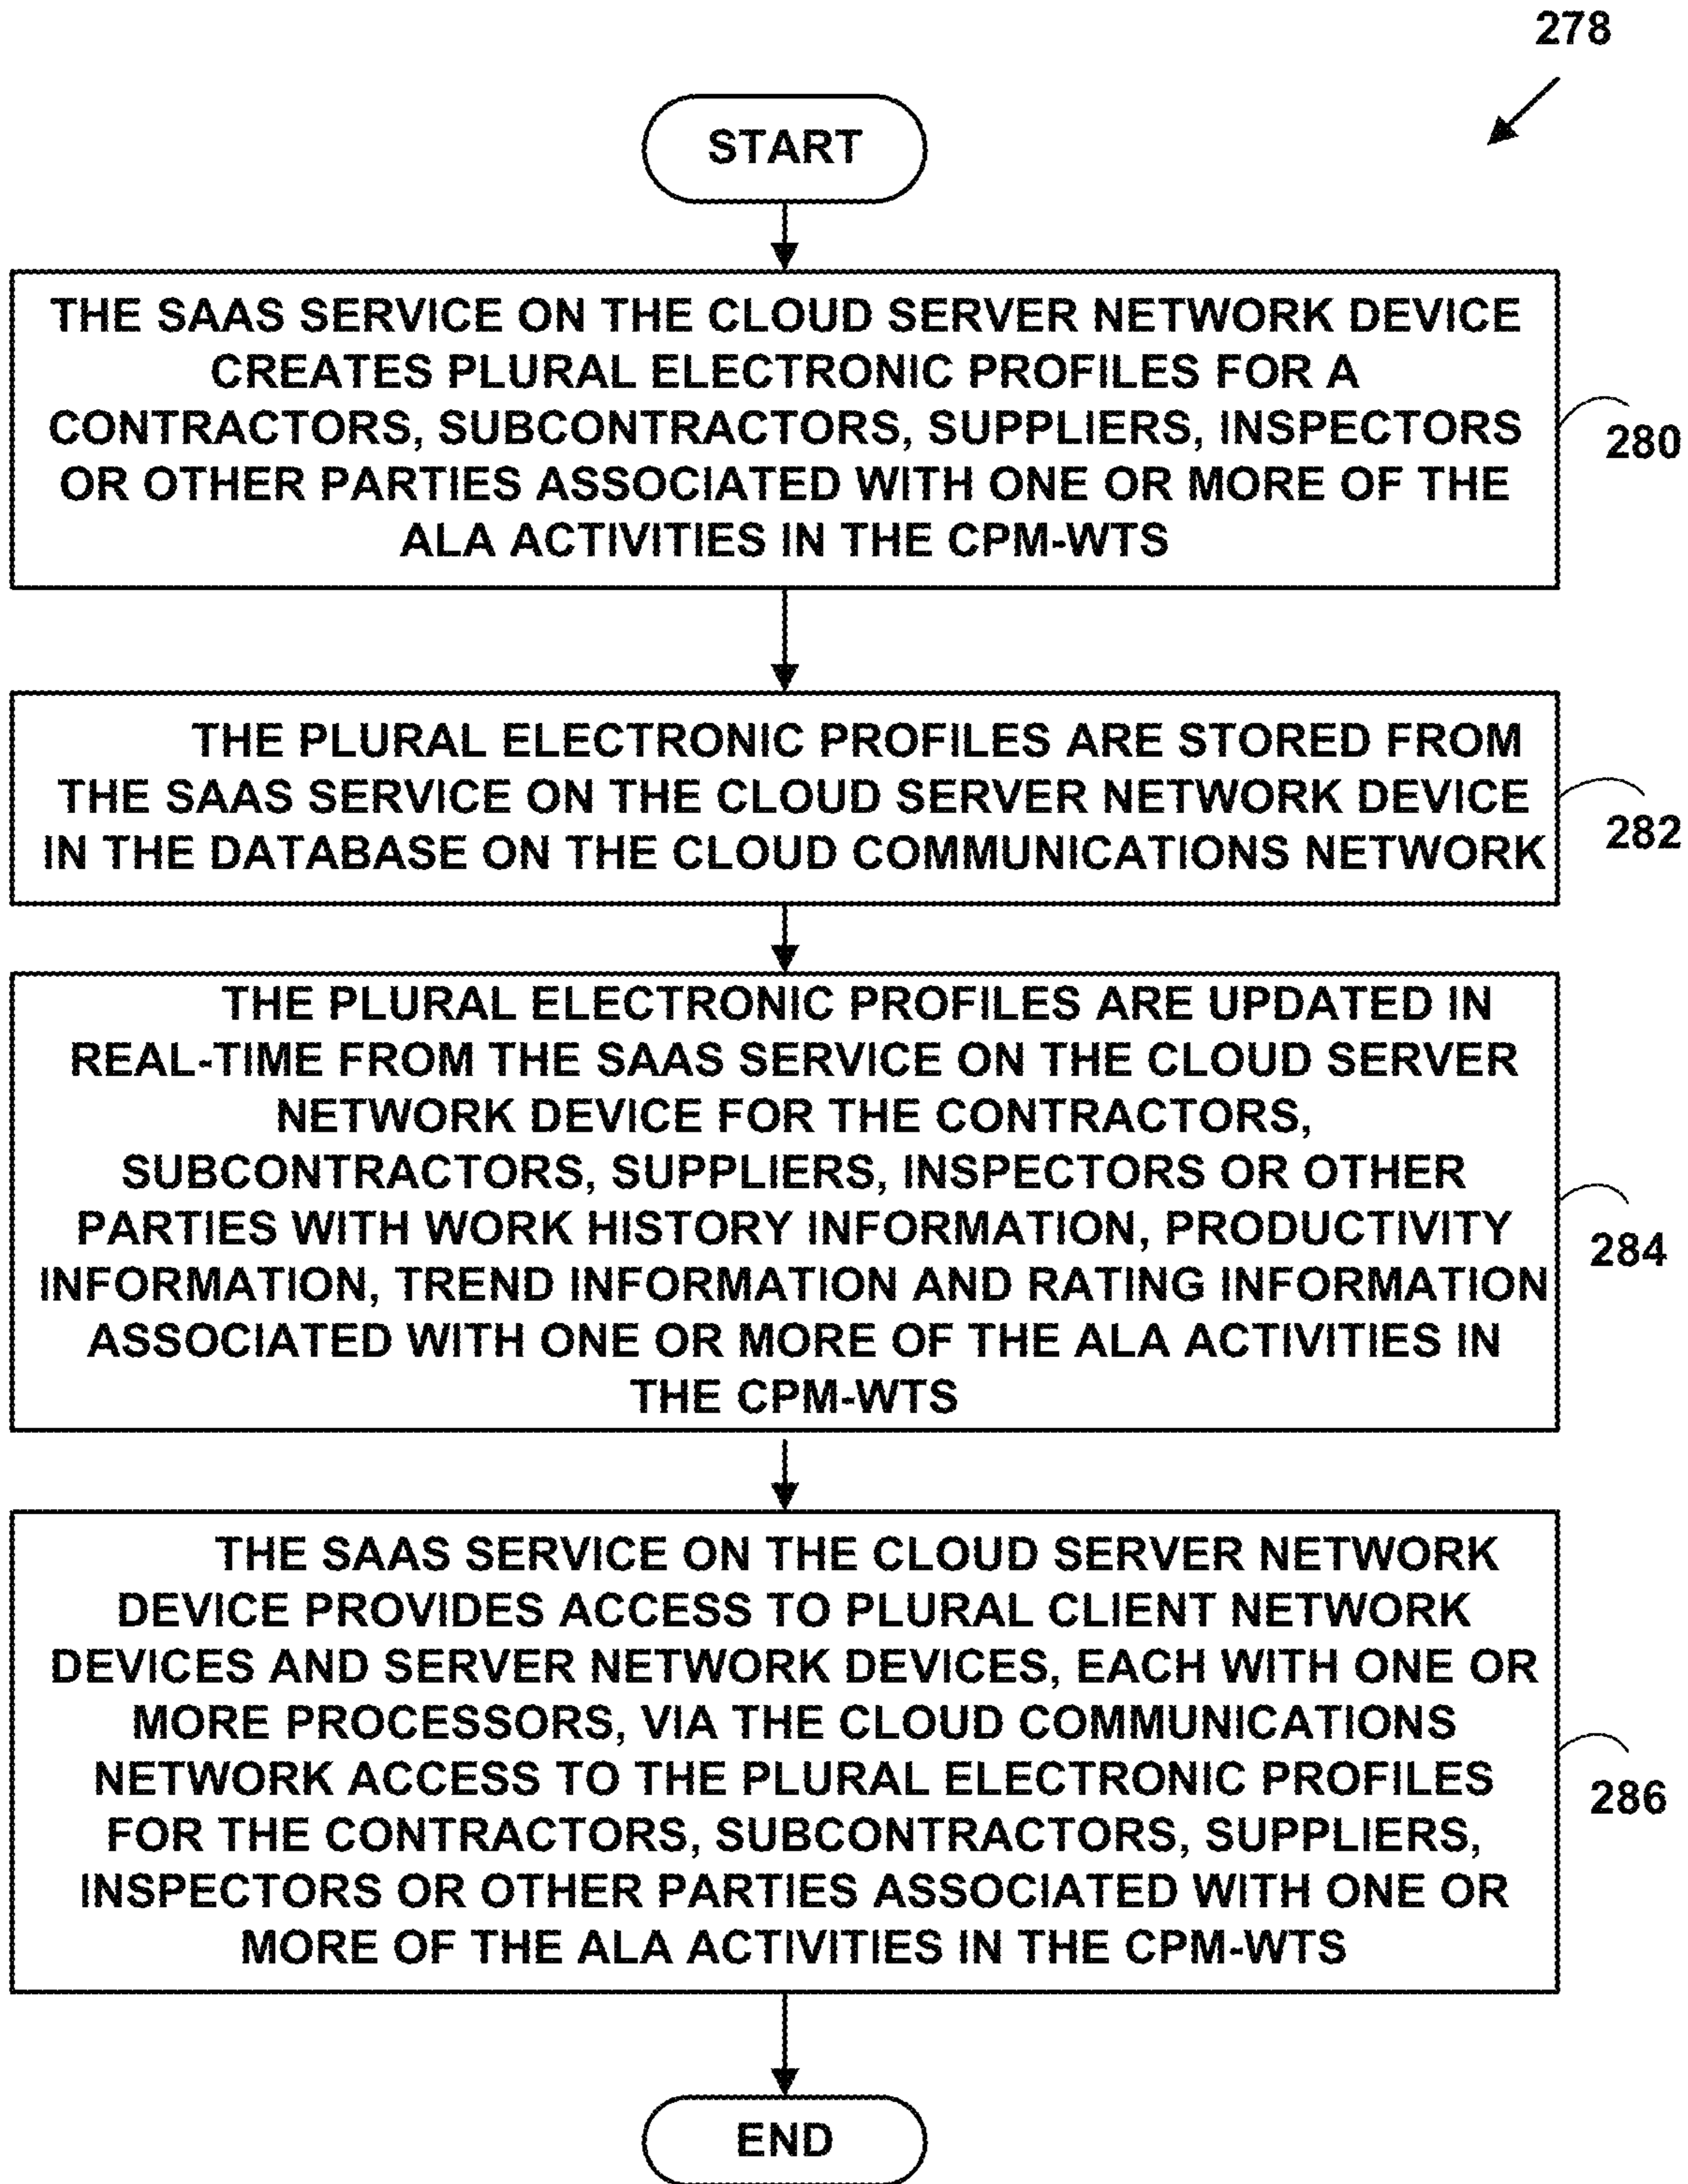 278
START
THE SAAS SERVICE ON THE CLOUD SERVER NETWORK DEVICE
CREATES PLURAL ELECTRONIC PROFILES FOR A
CONTRACTORS, SUBCONTRACTORS, SUPPLIERS, INSPECTORS
OR OTHER PARTIES ASSOCIATED WITH ONE OR MORE OF THE
ALA ACTIVITIES IN THE CPM-WTS
280
THE PLURAL ELECTRONIC PROFILES ARE STORED FROM
THE SAAS SERVICE ON THE CLOUD SERVER NETWORK DEVICE
IN THE DATABASE ON THE CLOUD COMMUNICATIONS NETWORK
282
THE PLURAL ELECTRONIC PROFILES ARE UPDATED IN
REAL-TIME FROM THE SAAS SERVICE ON THE CLOUD SERVER
NETWORK DEVICE FOR THE CONTRACTORS,
SUBCONTRACTORS, SUPPLIERS, INSPECTORS OR OTHER
PARTIES WITH WORK HISTORY INFORMATION, PRODUCTIVITY
INFORMATION, TREND INFORMATION AND RATING INFORMATION
ASSOCIATED WITH ONE OR MORE OF THE ALA ACTIVITIES IN
THE CPM-WTS
284
THE SAAS SERVICE ON THE CLOUD SERVER NETWORK
DEVICE PROVIDES ACCESS TO PLURAL CLIENT NETWORK
DEVICES AND SERVER NETWORK DEVICES, EACH WITH ONE OR
MORE PROCESSORS, VIA THE CLOUD COMMUNICATIONS
NETWORK ACCESS TO THE PLURAL ELECTRONIC PROFILES
FOR THE CONTRACTORS, SUBCONTRACTORS, SUPPLIERS,
INSPECTORS OR OTHER PARTIES ASSOCIATED WITH ONE OR
MORE OF THE ALA ACTIVITIES IN THE CPM-WTS
286
END